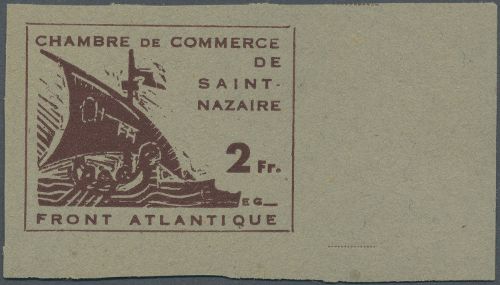 CHAMBRE DE COMMERCE
DE
SAINT-
NAZAIRE
2 Fr.
EG
FRONT ATLANTIQUE